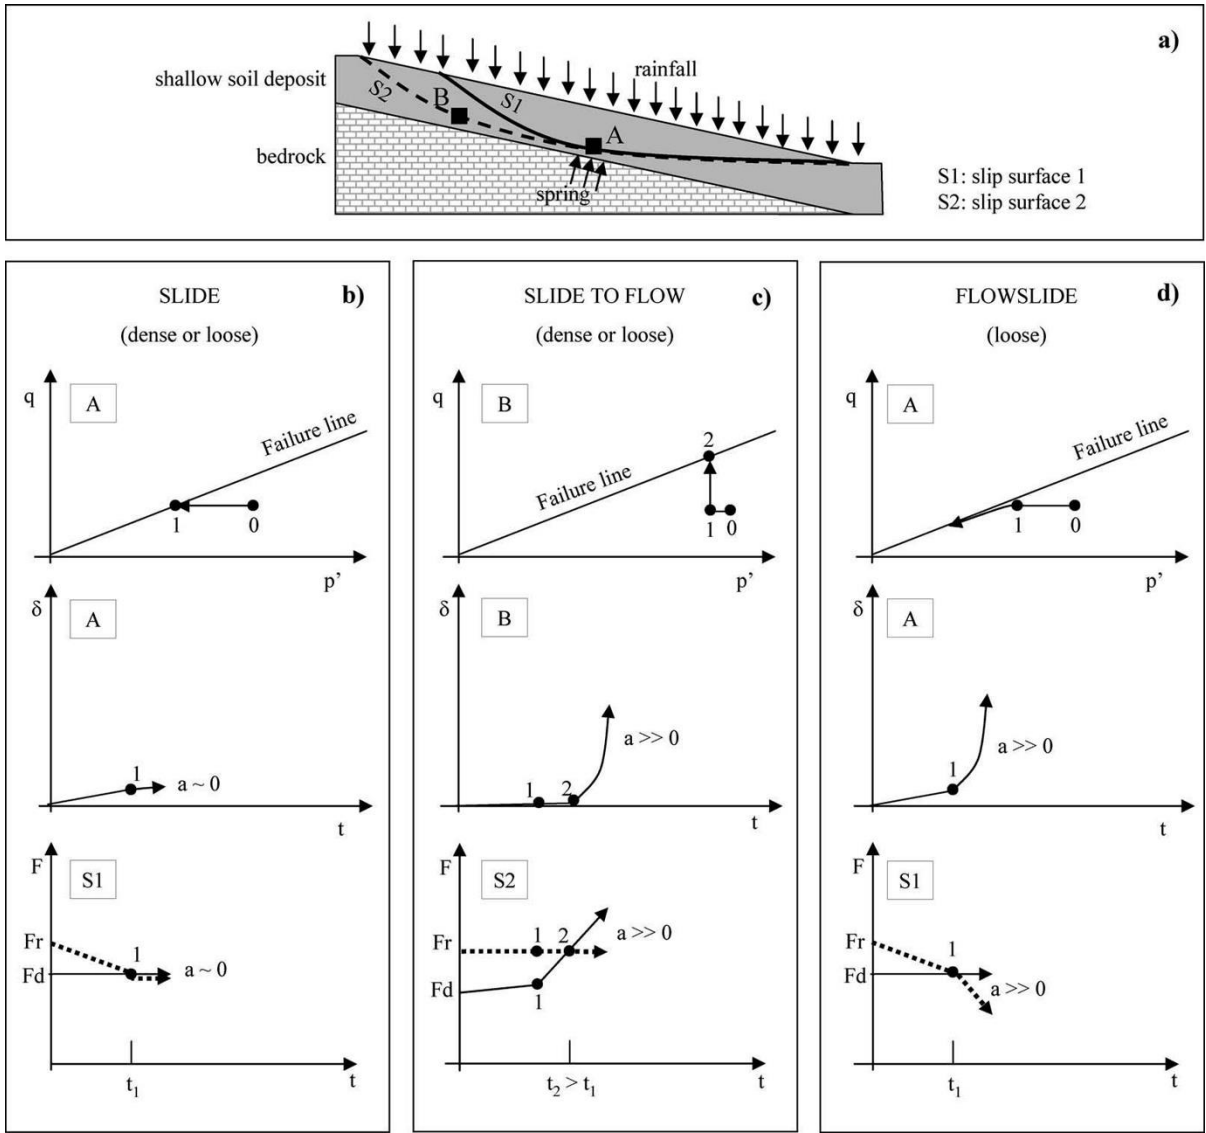 a)
rainfall
shallow soil deposit
S2
B
S1
A
bedrock
spring
S1: slip surface 1
S2: slip surface 2
SLIDE
b)
(dense or loose)
q
A
Failure line
1
0
p’
δ
A
1
a ~ 0
t
F
S1
Fr
1
Fd
a ~ 0
t1
t
SLIDE TO FLOW
c)
(dense or loose)
q
B
2
Failure line
1 0
p’
δ
B
a >> 0
1 2
t
F
S2
Fr
1 2
a >> 0
Fd
1
t2 > t1
t
FLOWSLIDE
d)
(loose)
q
A
Failure line
1
0
p’
δ
A
1
a >> 0
t
F
S1
Fr
1
Fd
a >> 0
t1
t